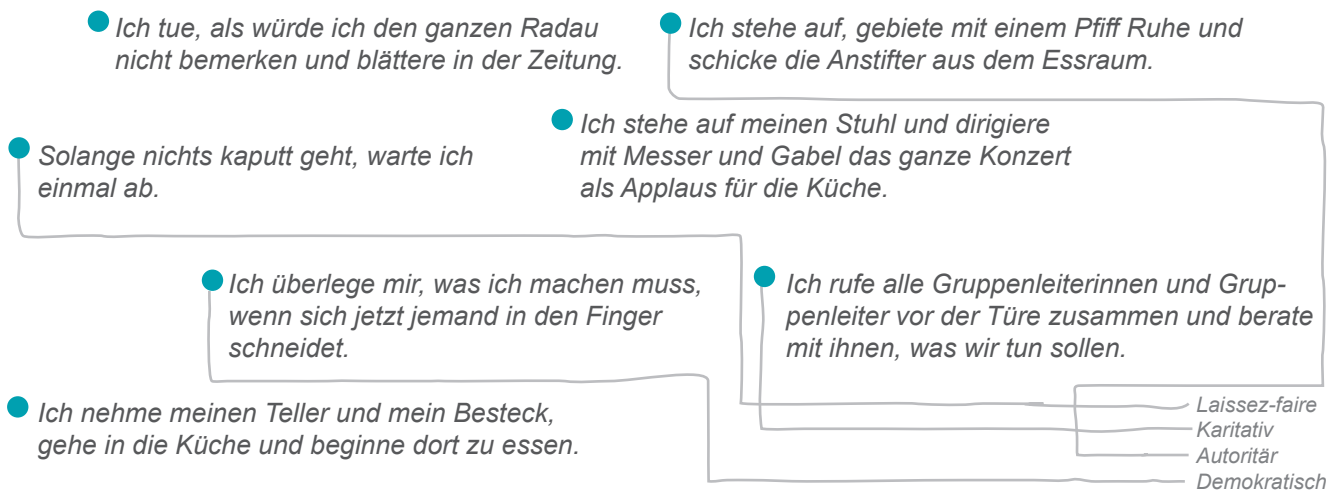 Ich tue, als würde ich den ganzen Radau
nicht bemerken und blättere in der Zeitung.
Ich stehe auf, gebiete mit einem Pfiff Ruhe und
schicke die Anstifter aus dem Essraum.
Solange nichts kaputt geht, warte ich
einmal ab.
Ich stehe auf meinen Stuhl und dirigiere
mit Messer und Gabel das ganze Konzert
als Applaus für die Küche.
Ich überlege mir, was ich machen muss,
wenn sich jetzt jemand in den Finger
schneidet.
Ich rufe alle Gruppenleiterinnen und Grup-
penleiter vor der Türe zusammen und berate
mit ihnen, was wir tun sollen.
Ich nehme meinen Teller und mein Besteck,
gehe in die Küche und beginne dort zu essen.
Laissez-faire
Karitativ
Autoritär
Demokratisch